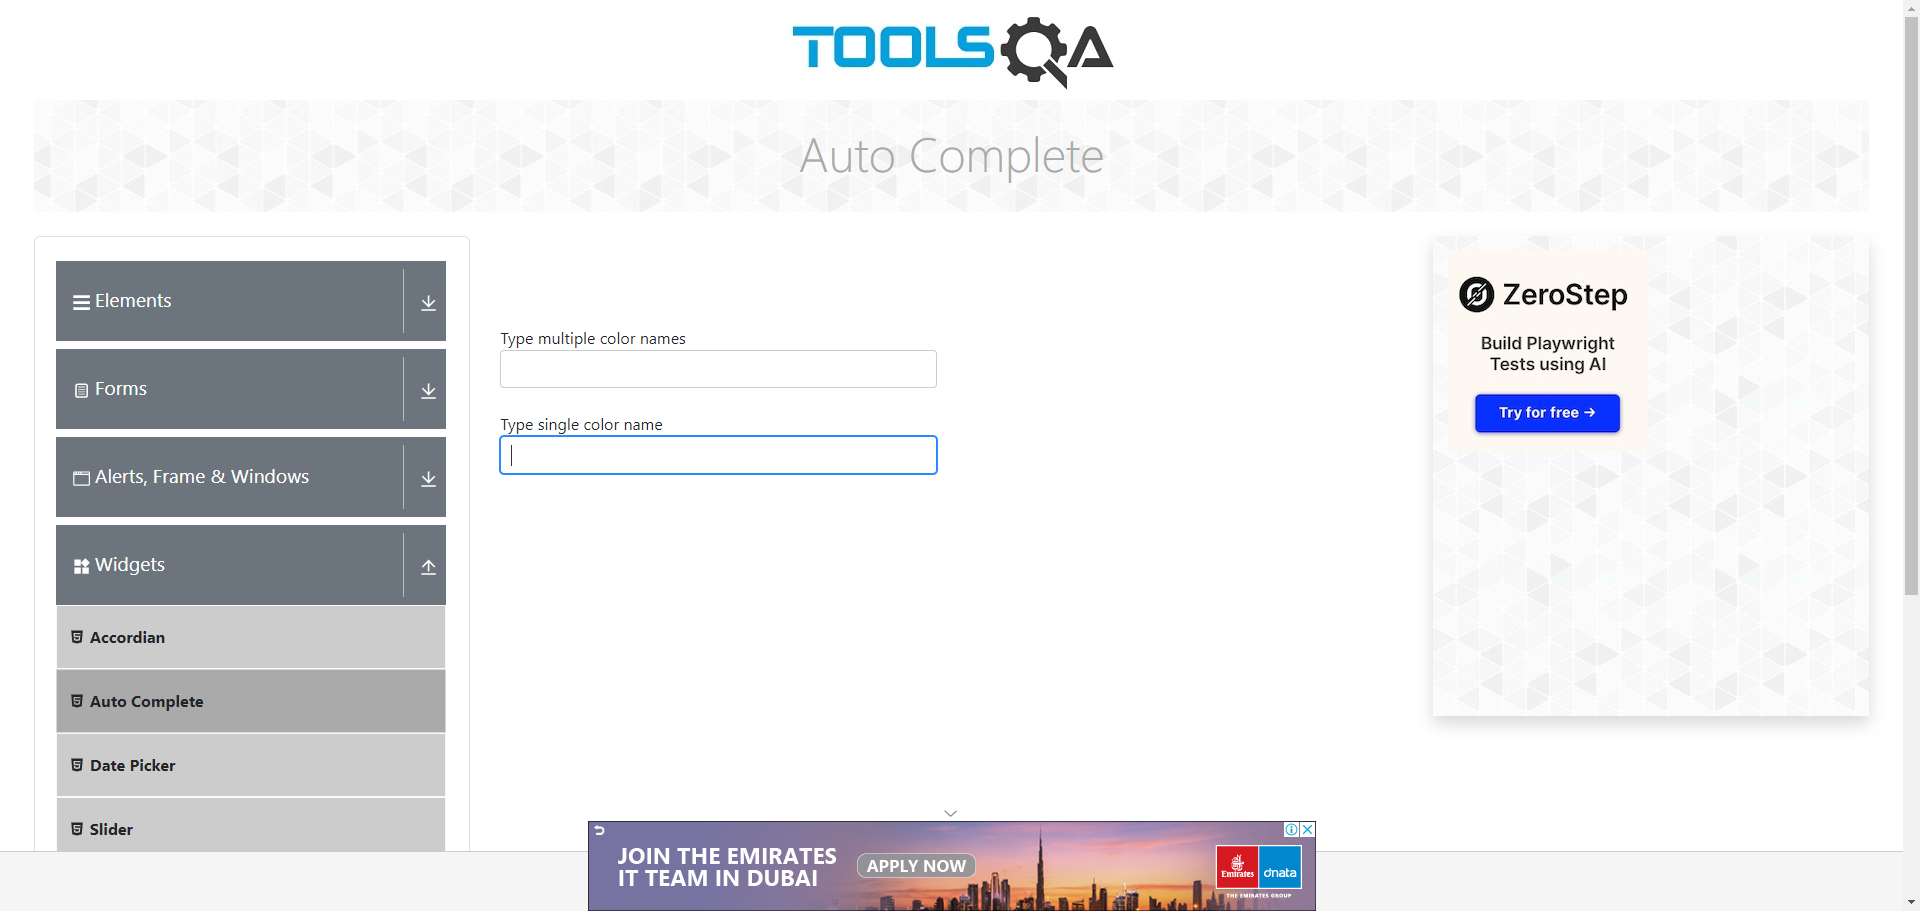 TOOLSQA
Auto Complete
Elements
Forms
Alerts, Frame & Windows
Widgets
Accordian
Auto Complete
Date Picker
Slider
Type multiple color names
Type single color name
ZeroStep
Build Playwright
Tests using AI
Try for free →
JOIN THE EMIRATES
IT TEAM IN DUBAI
APPLY NOW
Emirates
dnata
THE EMIRATES GROUP